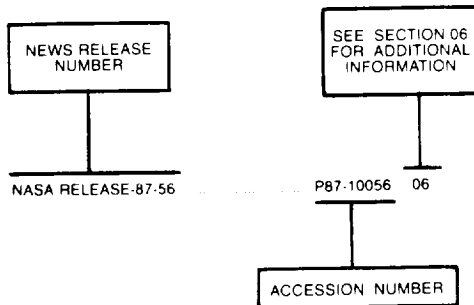 NEWS RELEASE
NUMBER
SEE SECTION 06
FOR ADDITIONAL
INFORMATION
NASA RELEASE-87-56 P87-10056 06
ACCESSION NUMBER